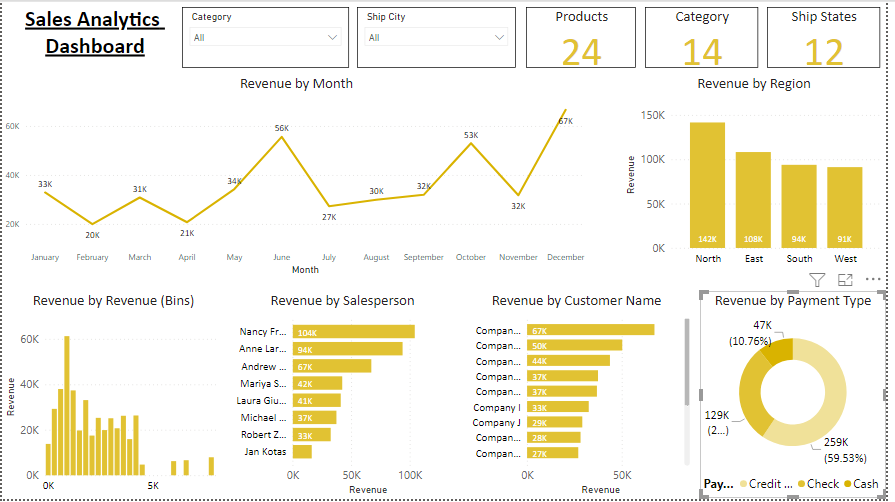 Sales Analytics
Dashboard
Category
All
Ship City
All
Products
24
Category
14
Ship States
12
Revenue by Month
60K
40K
20K
33K
20K
31K
21K
34K
56K
27K
30K
32K
53K
32K
67K
January February March April May June July August September October November December
Month
Revenue by Region
Revenue
150K
100K
50K
0K
142K 108K 94K 91K
North East South West
Revenue by Revenue (Bins)
Revenue
60K
40K
20K
0K
0K 5K
Revenue by Salesperson
Nancy Fr... 104K
Anne Lar... 94K
Andrew ... 67K
Mariya S... 42K
Laura Giu... 41K
Michael ... 37K
Robert Z... 33K
Jan Kotas
0K 50K 100K
Revenue
Revenue by Customer Name
Compan... 67K
Compan... 50K
Compan... 44K
Compan... 37K
Compan... 37K
Company I 33K
Company J 29K
Compan... 28K
Compan... 27K
0K 50K
Revenue
Revenue by Payment Type
47K
(10.76%)
129K
(2...)
259K
(59.53%)
Pay... Credit ... Check Cash